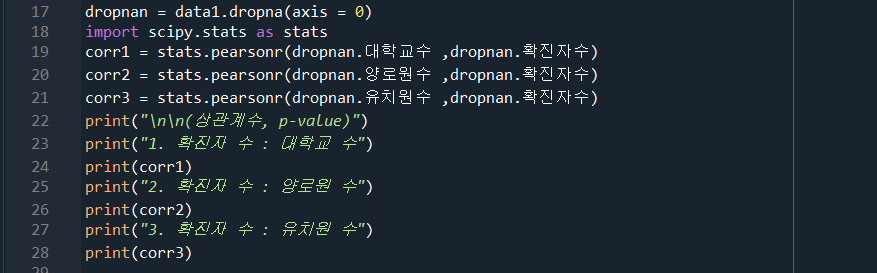 17 dropnan = data1.dropna(axis = 0)
18 import scipy.stats as stats
19 corr1 = stats.pearsonr(dropnan.대학교수 ,dropnan.확진자수)
20 corr2 = stats.pearsonr(dropnan.양로원수 ,dropnan.확진자수)
21 corr3 = stats.pearsonr(dropnan.유치원수 ,dropnan.확진자수)
22 print("\n\n(상관계수, p-value)")
23 print("1. 확진자 수 : 대학교 수")
24 print(corr1)
25 print("2. 확진자 수 : 양로원 수")
26 print(corr2)
27 print("3. 확진자 수 : 유치원 수")
28 print(corr3)
29